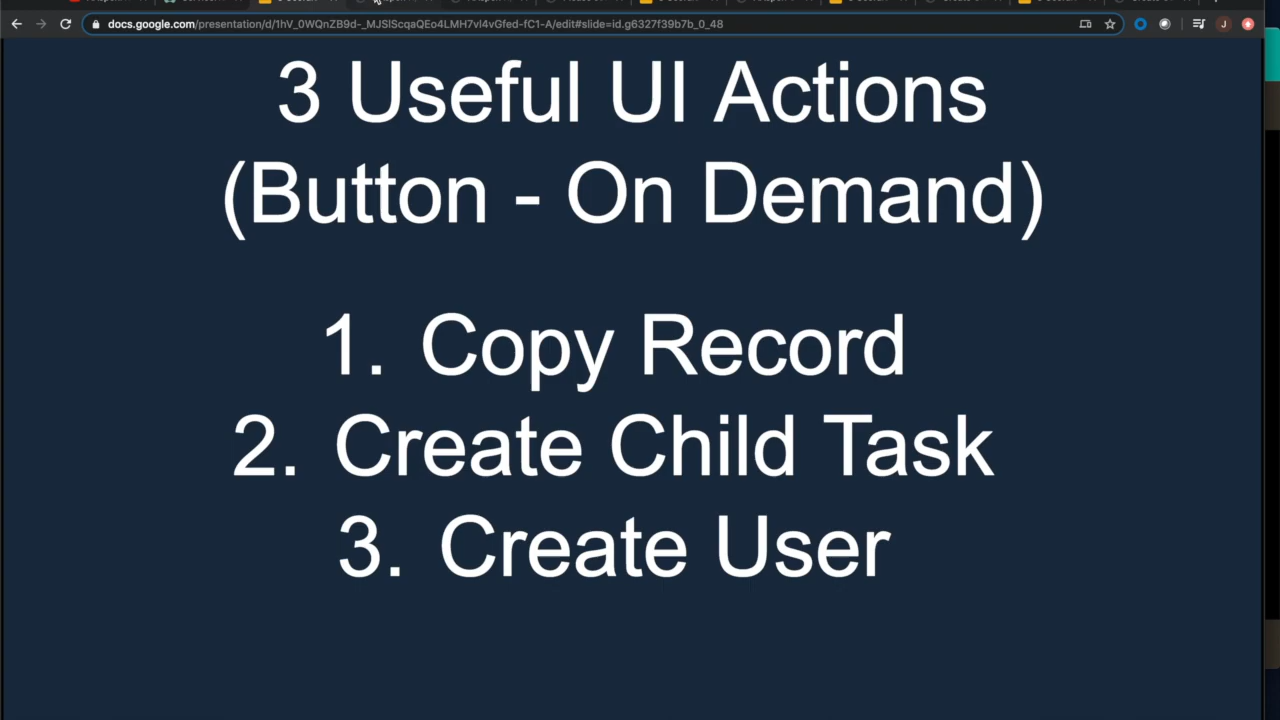 docs.google.com/presentation/d/1hV_0WQnZB9d-_MJSlScqaQEo4LMH7vl4vGfed-fC1-A/edit#slide=id.g6327f39b7b_0_48
J
3 Useful UI Actions
(Button - On Demand)
1. Copy Record
2. Create Child Task
3. Create User